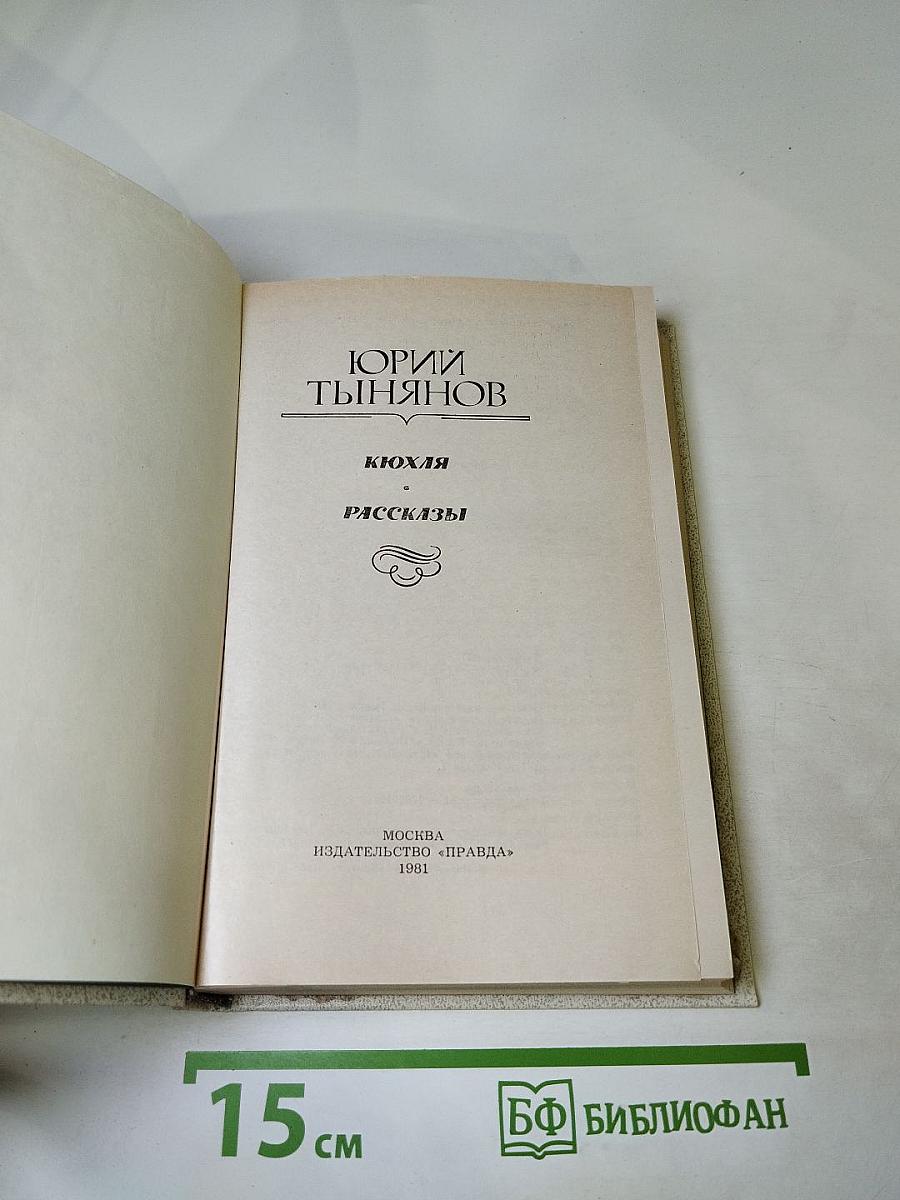 ЮРИЙ
ТЫНЯНОВ
КЮХЛЯ
РАССКАЗЫ
МОСКВА
ИЗДАТЕЛЬСТВО «ПРАВДА»
1981
15 см
БФ БИБЛИОФАН